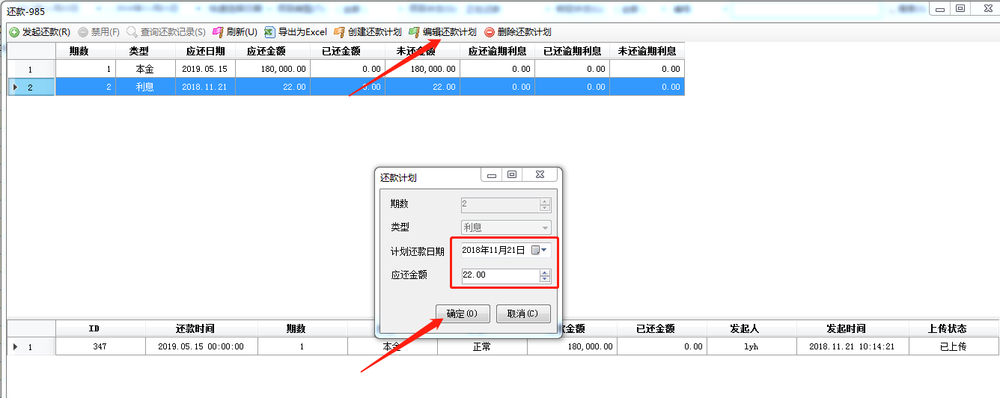 还款-985
发起还款(R) 禁用(F) 查询还款记录(S) 刷新(U) 导出为Excel 创建还款计划 编辑还款计划 删除还款计划
期数 类型 应还日期 应还金额 已还金额 未还金额 应还逾期利息 已还逾期利息 未还逾期利息
1 1 本金 2019.05.15 180,000.00 0.00 180,000.00 0.00 0.00 0.00
2 2 利息 2018.11.21 22.00 0.00 22.00 0.00 0.00 0.00
还款计划
期数 2
类型 利息
计划还款日期 2018年11月21日
应还金额 22.00
确定(O) 取消(C)
ID 还款时间 期数 金额 已还金额 发起人 发起时间 上传状态
1 347 2019.05.15 00:00:00 1 本金 正常 180,000.00 0.00 lyh 2018.11.21 10:14:21 已上传